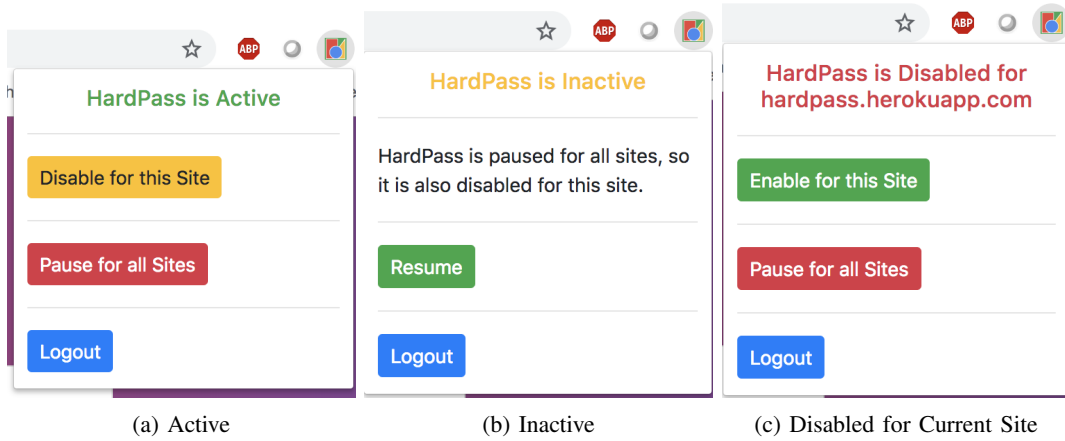 ABP
HardPass is Active
Disable for this Site
Pause for all Sites
Logout
(a) Active
ABP
HardPass is Inactive
HardPass is paused for all sites, so
it is also disabled for this site.
Resume
Logout
(b) Inactive
ABP
HardPass is Disabled for
hardpass.herokuapp.com
Enable for this Site
Pause for all Sites
Logout
(c) Disabled for Current Site